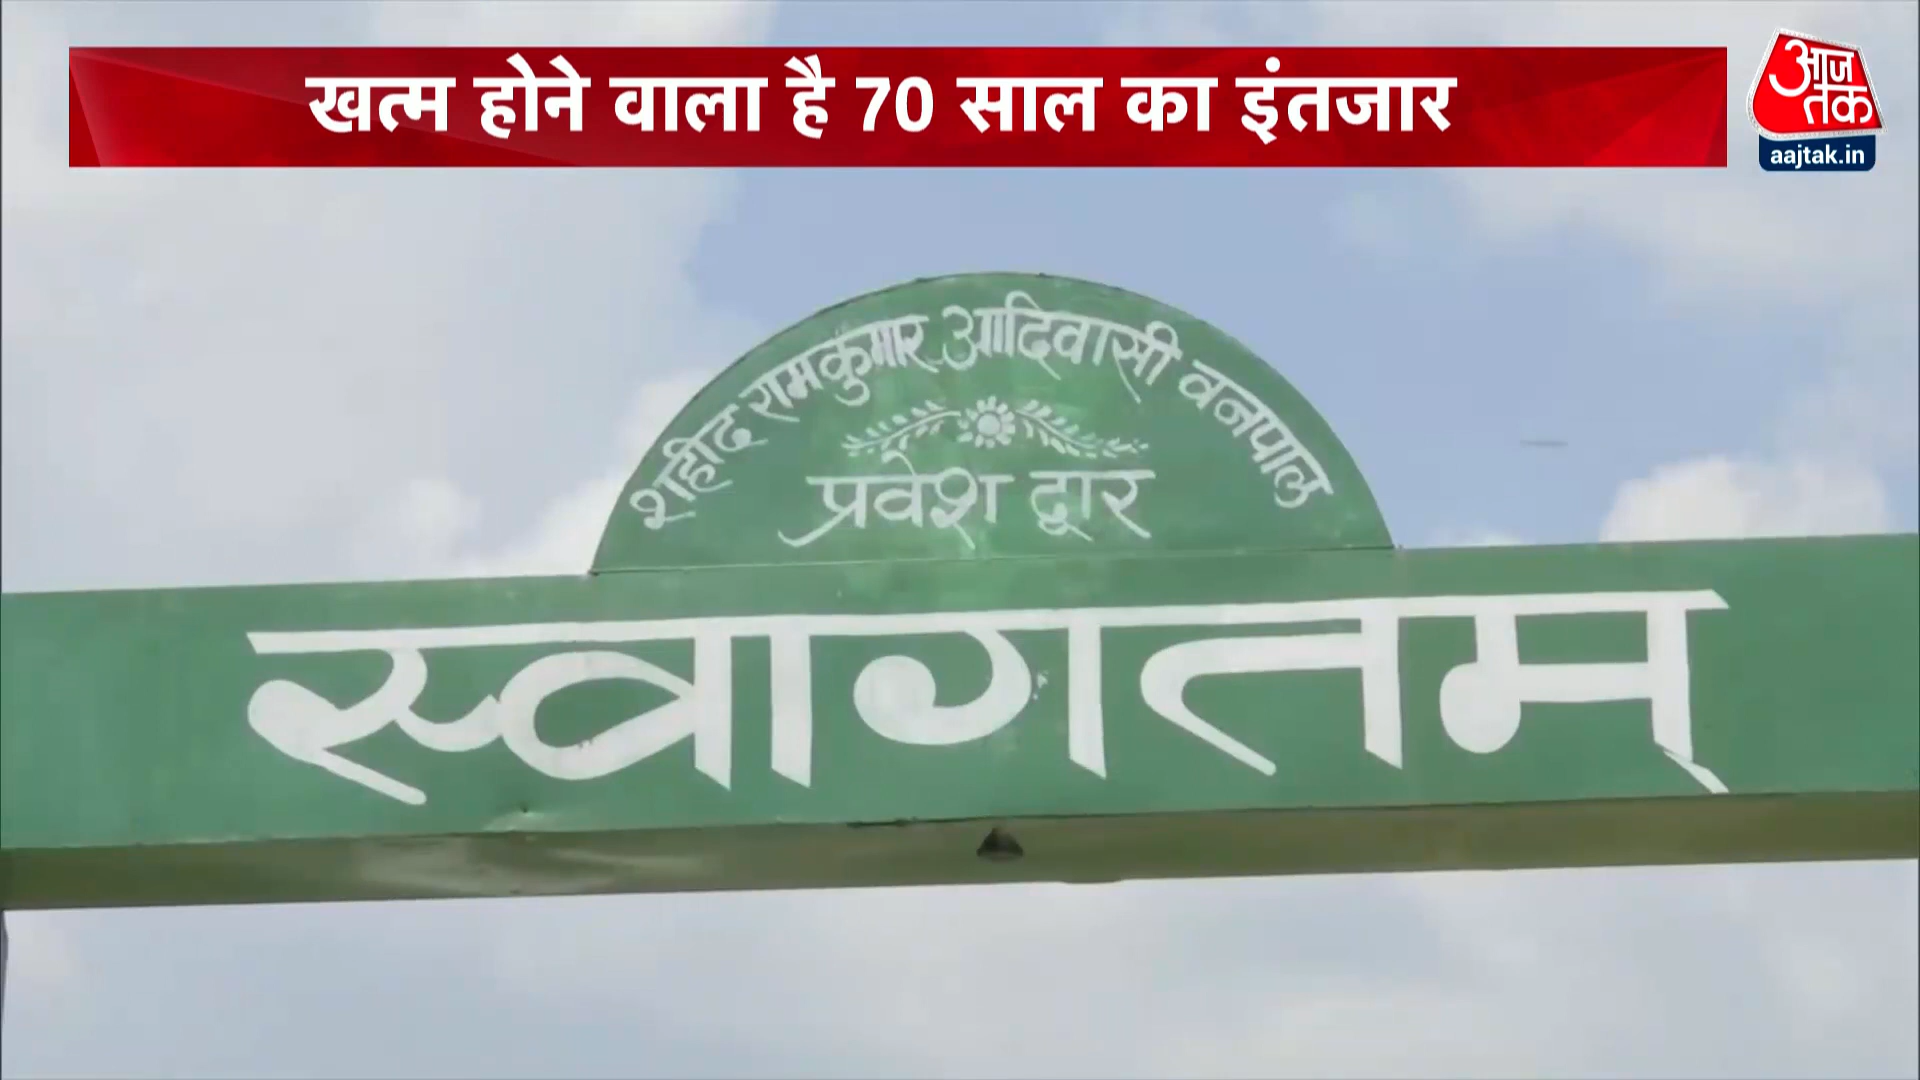 खत्म होने वाला है 70 साल का इंतजार
आज
तक
aajtak.in
शहीद रामकुमार आदिवासी वनपाल
प्रवेश द्वार
स्वागतम्